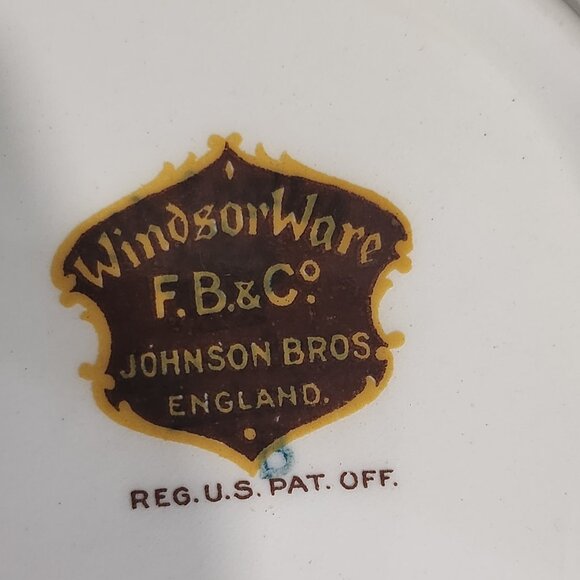 WindsorWare
F.B.& Cº.
JOHNSON BROS
ENGLAND.
REG. U.S. PAT. OFF.